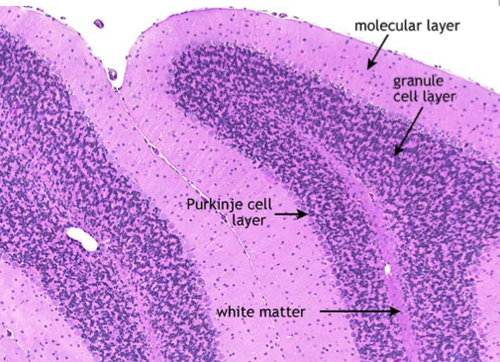 molecular layer
granule
cell layer
Purkinje cell
layer
white matter